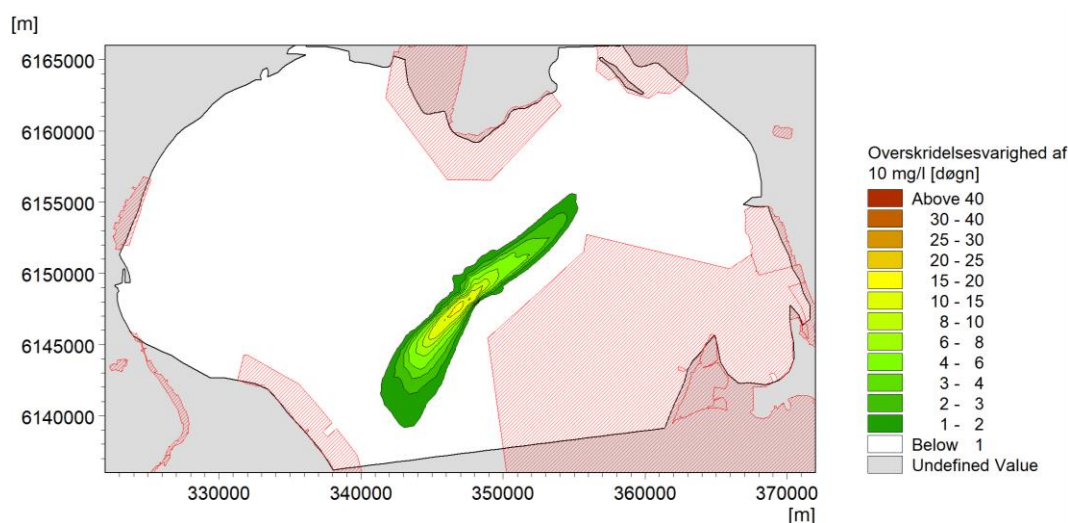 [m]
6165000
6160000
6155000
6150000
6145000
6140000
330000 340000 350000 360000 370000
[m]
Overskridelsesvarighed af
10 mg/l [døgn]
Above 40
30 - 40
25 - 30
20 - 25
15 - 20
10 - 15
8 - 10
6 - 8
4 - 6
3 - 4
2 - 3
1 - 2
Below 1
Undefined Value